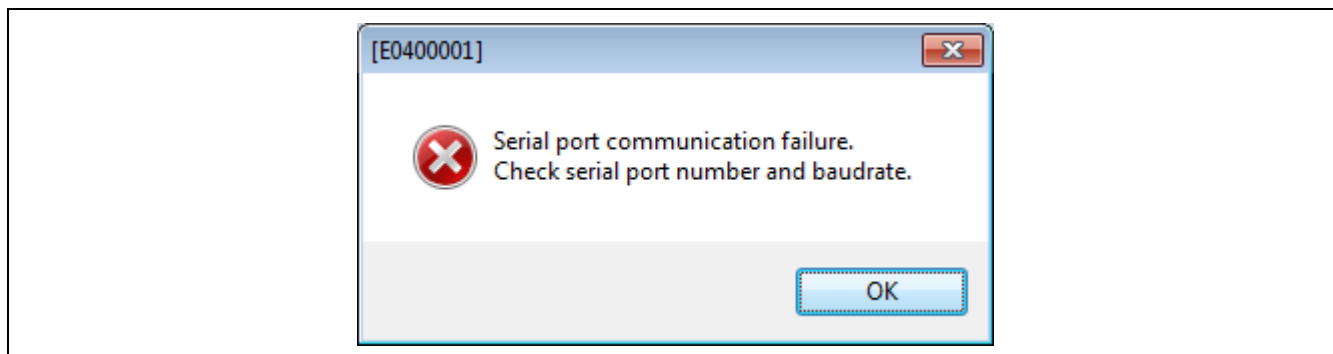 [E0400001]
Serial port communication failure.
Check serial port number and baudrate.
OK